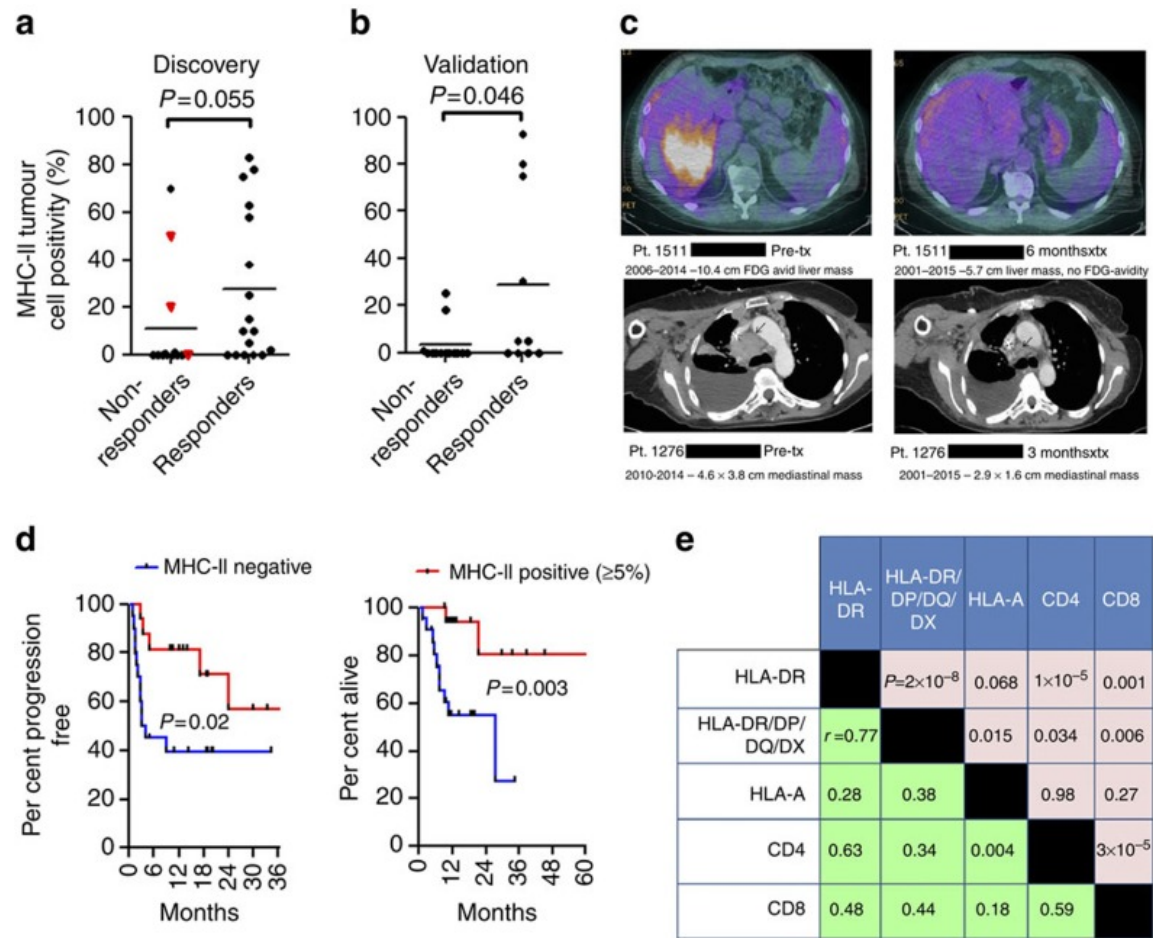 a
Discovery
P=0.055
MHC-II tumour
cell positivity (%)
100
80
60
40
20
0
Non-
responders
Responders
b
Validation
P=0.046
100
80
60
40
20
0
Non-
responders
Responders
c
PET
PET
Pt. 1511 Pre-tx
2006–2014 –10.4 cm FDG avid liver mass
Pt. 1511 6 monthsxtx
2001–2015 –5.7 cm liver mass, no FDG-avidity
Pt. 1276 Pre-tx
2010-2014 – 4.6 × 3.8 cm mediastinal mass
Pt. 1276 3 monthsxtx
2001–2015 – 2.9 × 1.6 cm mediastinal mass
d
MHC-II negative
MHC-II positive (≥5%)
Per cent progression
free
100
80
60
40
20
0
P=0.02
0 6 12 18 24 30 36
Months
Per cent alive
100
80
60
40
20
0
P=0.003
0 12 24 36 48 60
Months
e
HLA-DR HLA-DR/DP/DQ/DX HLA-A CD4 CD8
HLA-DR P=2×10−8 0.068 1×10−5 0.001
HLA-DR/DP/
DQ/DX r=0.77 0.015 0.034 0.006
HLA-A 0.28 0.38 0.98 0.27
CD4 0.63 0.34 0.004 3×10−5
CD8 0.48 0.44 0.18 0.59